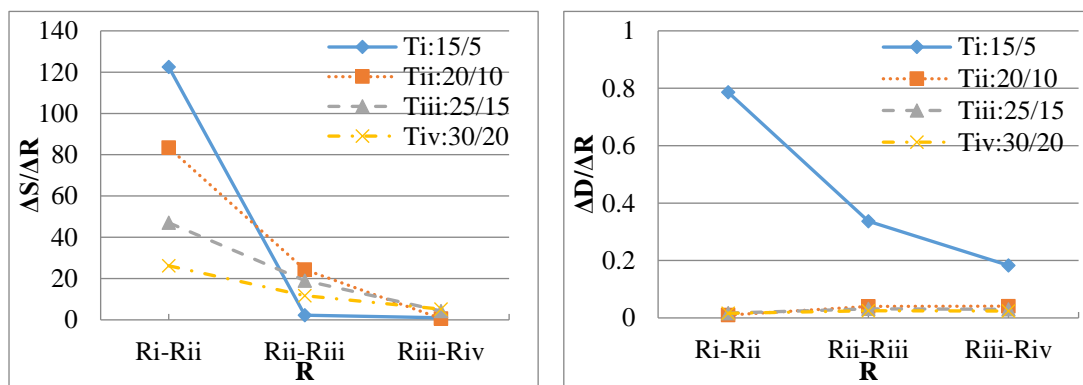 140
120
100
80
60
40
20
0
ΔS/ΔR
Ti:15/5
Tii:20/10
Tiii:25/15
Tiv:30/20
Ri-Rii Rii-Riii Riii-Riv
R
1
0.8
0.6
0.4
0.2
0
ΔD/ΔR
Ti:15/5
Tii:20/10
Tiii:25/15
Tiv:30/20
Ri-Rii Rii-Riii Riii-Riv
R